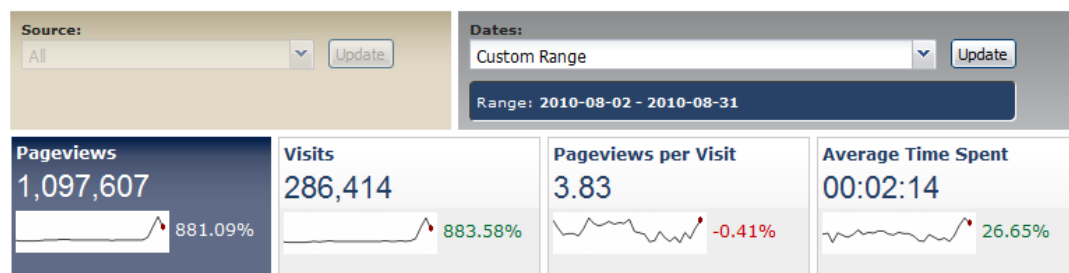 Source:
All
Update
Dates:
Custom Range
Update
Range: 2010-08-02 - 2010-08-31
Pageviews
1,097,607
881.09%
Visits
286,414
883.58%
Pageviews per Visit
3.83
-0.41%
Average Time Spent
00:02:14
26.65%